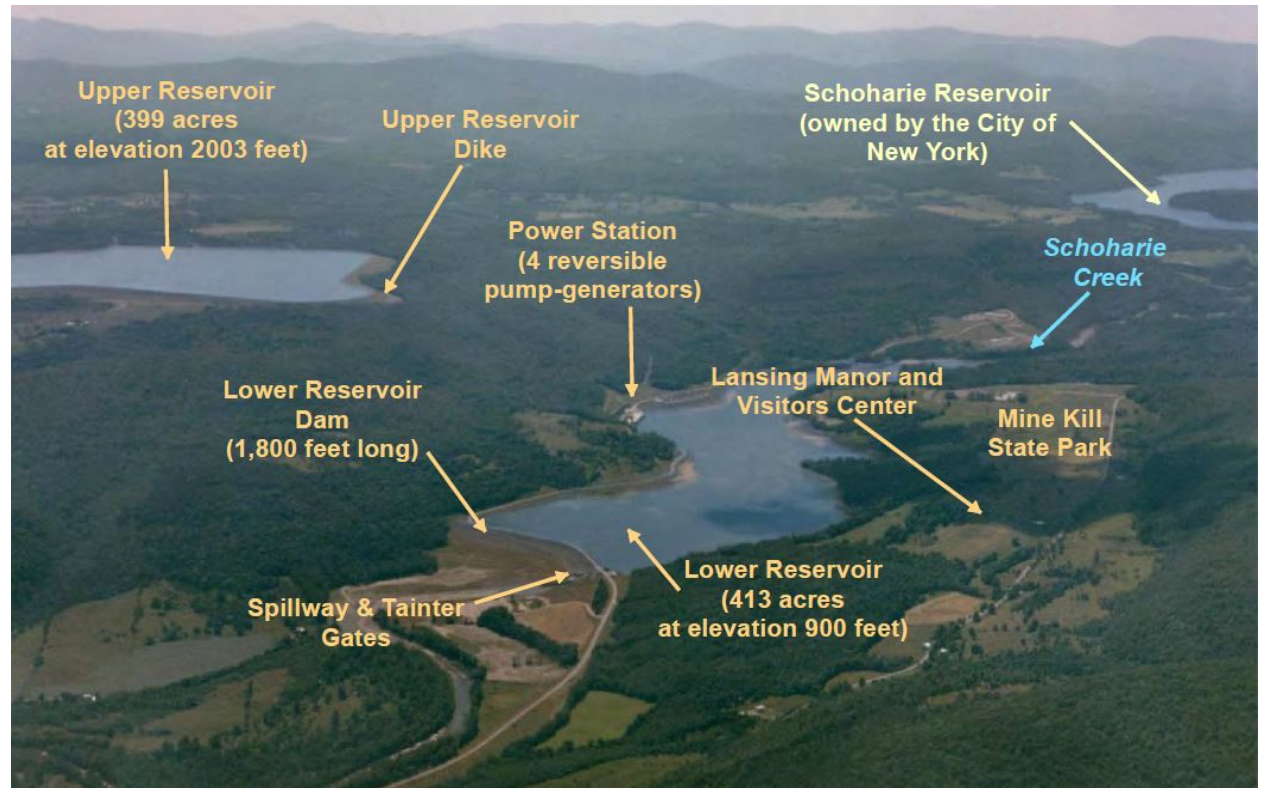 Upper Reservoir
(399 acres
at elevation 2003 feet)
Upper Reservoir
Dike
Schoharie Reservoir
(owned by the City of
New York)
Power Station
(4 reversible
pump-generators)
Schoharie
Creek
Lower Reservoir
Dam
(1,800 feet long)
Lansing Manor and
Visitors Center
Mine Kill
State Park
Spillway & Tainter
Gates
Lower Reservoir
(413 acres
at elevation 900 feet)